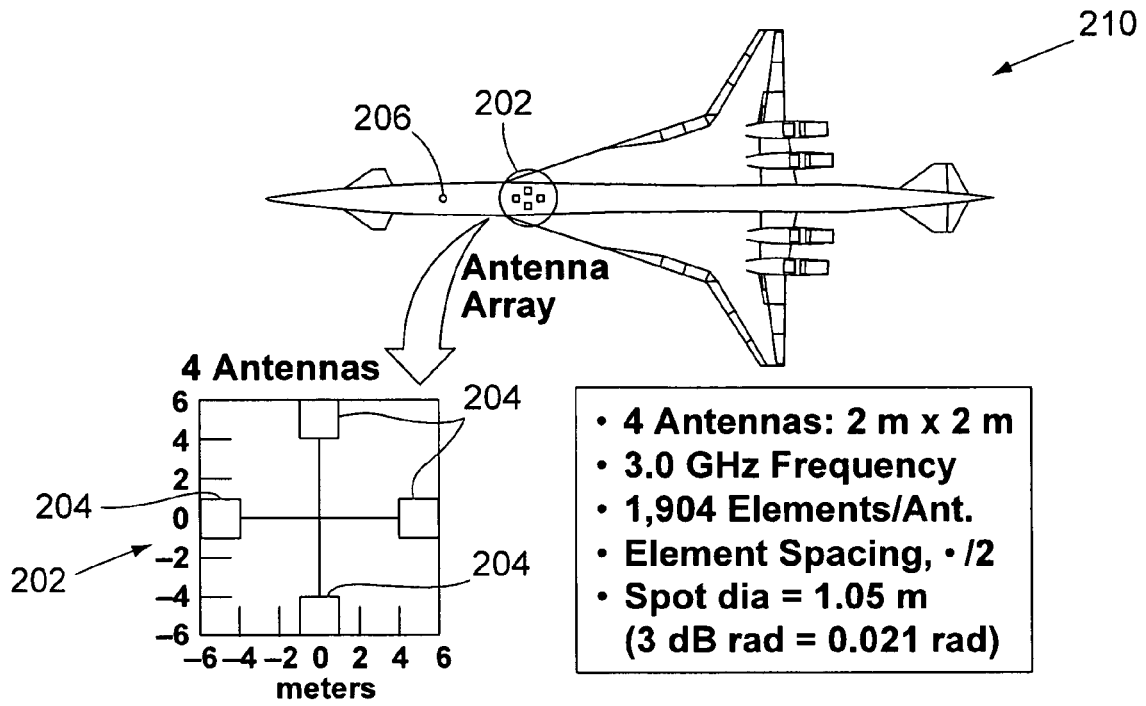 210
202
206
Antenna
Array
4 Antennas
204
6
4
2
0
–2
–4
–6
204
202
204
–6 –4 –2 0 2 4 6
meters
• 4 Antennas: 2 m x 2 m
• 3.0 GHz Frequency
• 1,904 Elements/Ant.
• Element Spacing, • /2
• Spot dia = 1.05 m
(3 dB rad = 0.021 rad)